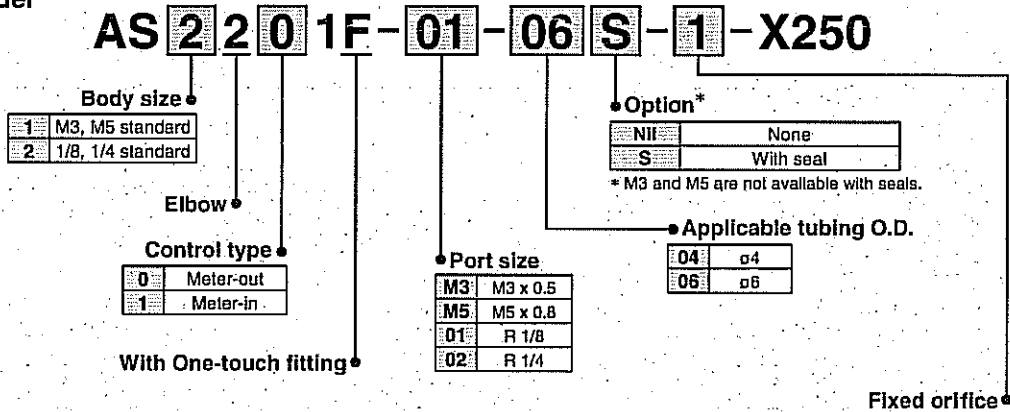 AS 2 2 0 1F-01-06 S-1-X250
Body size
1 M3, M5 standard
2 1/8, 1/4 standard
Elbow
Control type
0 Meter-out
1 Meter-in
With One-touch fitting
Port size
M3 M3 x 0.5
M5 M5 x 0.8
01 R 1/8
02 R 1/4
Option*
Nil None
S With seal
* M3 and M5 are not available with seals.
Applicable tubing O.D.
04 ø4
06 ø6
Fixed orifice